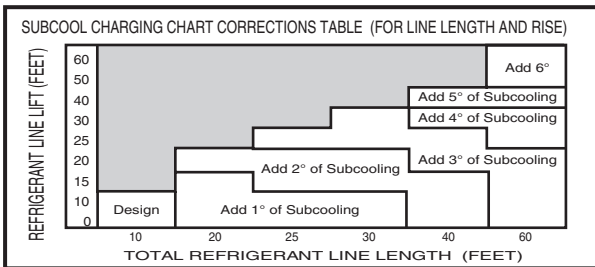 SUBCOOL CHARGING CHART CORRECTIONS TABLE (FOR LINE LENGTH AND RISE)
REFRIGERANT LINE LIFT (FEET)
60
50
40
30
25
20
15
10
0
Add 6°
Add 5° of Subcooling
Add 4° of Subcooling
Add 3° of Subcooling
Add 2° of Subcooling
Design
Add 1° of Subcooling
10 20 25 30 40 60
TOTAL REFRIGERANT LINE LENGTH (FEET)